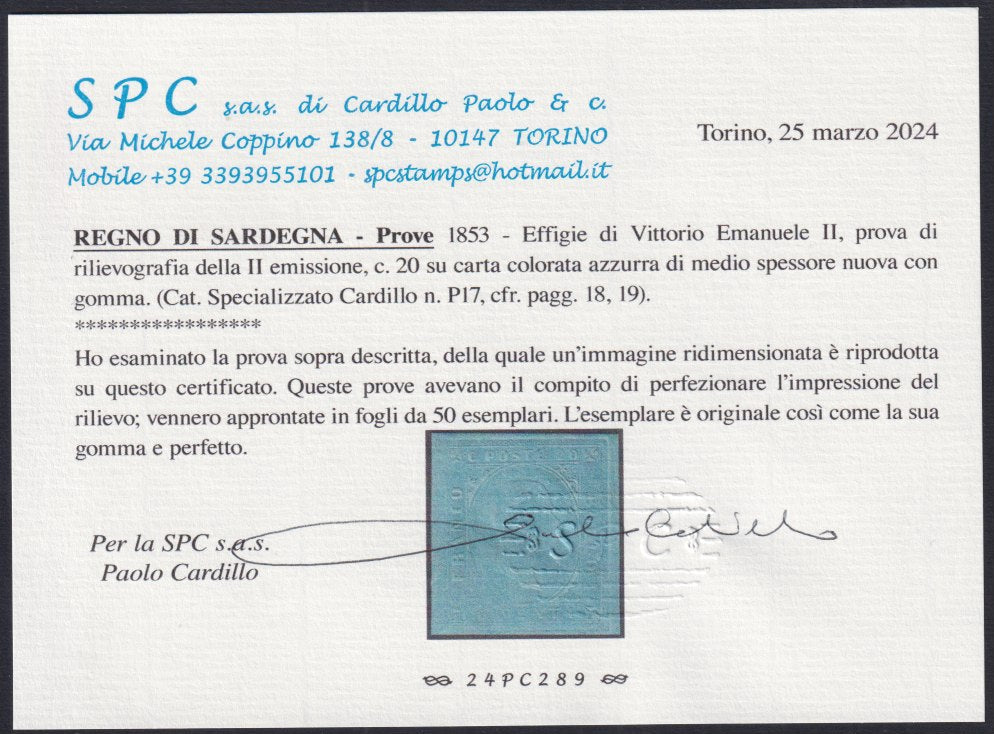 SPC s.a.s. di Cardillo Paolo & c.
Via Michele Coppino 138/8 - 10147 TORINO
Mobile +39 3393955101 - spcstamps@hotmail.it
Torino, 25 marzo 2024
REGNO DI SARDEGNA - Prove 1853 - Effigie di Vittorio Emanuele II, prova di
rilievografia della II emissione, c. 20 su carta colorata azzurra di medio spessore nuova con
gomma. (Cat. Specializzato Cardillo n. P17, cfr. pagg. 18, 19).
*****************
Ho esaminato la prova sopra descritta, della quale un'immagine ridimensionata è riprodotta
su questo certificato. Queste prove avevano il compito di perfezionare l'impressione del
rilievo; vennero approntate in fogli da 50 esemplari. L'esemplare è originale così come la sua
gomma e perfetto.
Per la SPC s.a.s.
Paolo Cardillo
24PC289